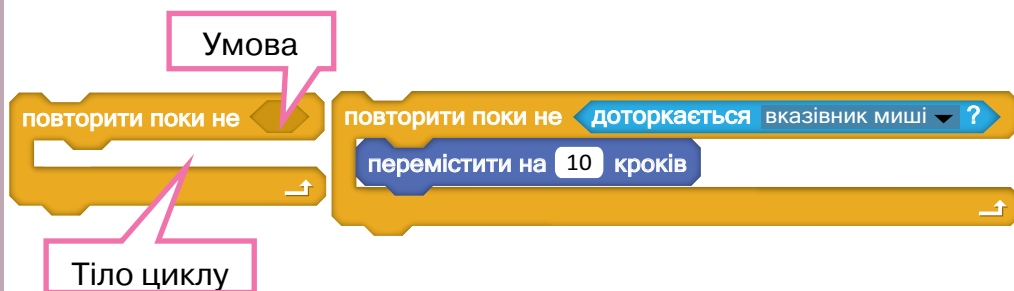 Умова
повторити поки не
Тіло циклу
повторити поки не доторкається вказівник миші ?
перемістити на 10 кроків